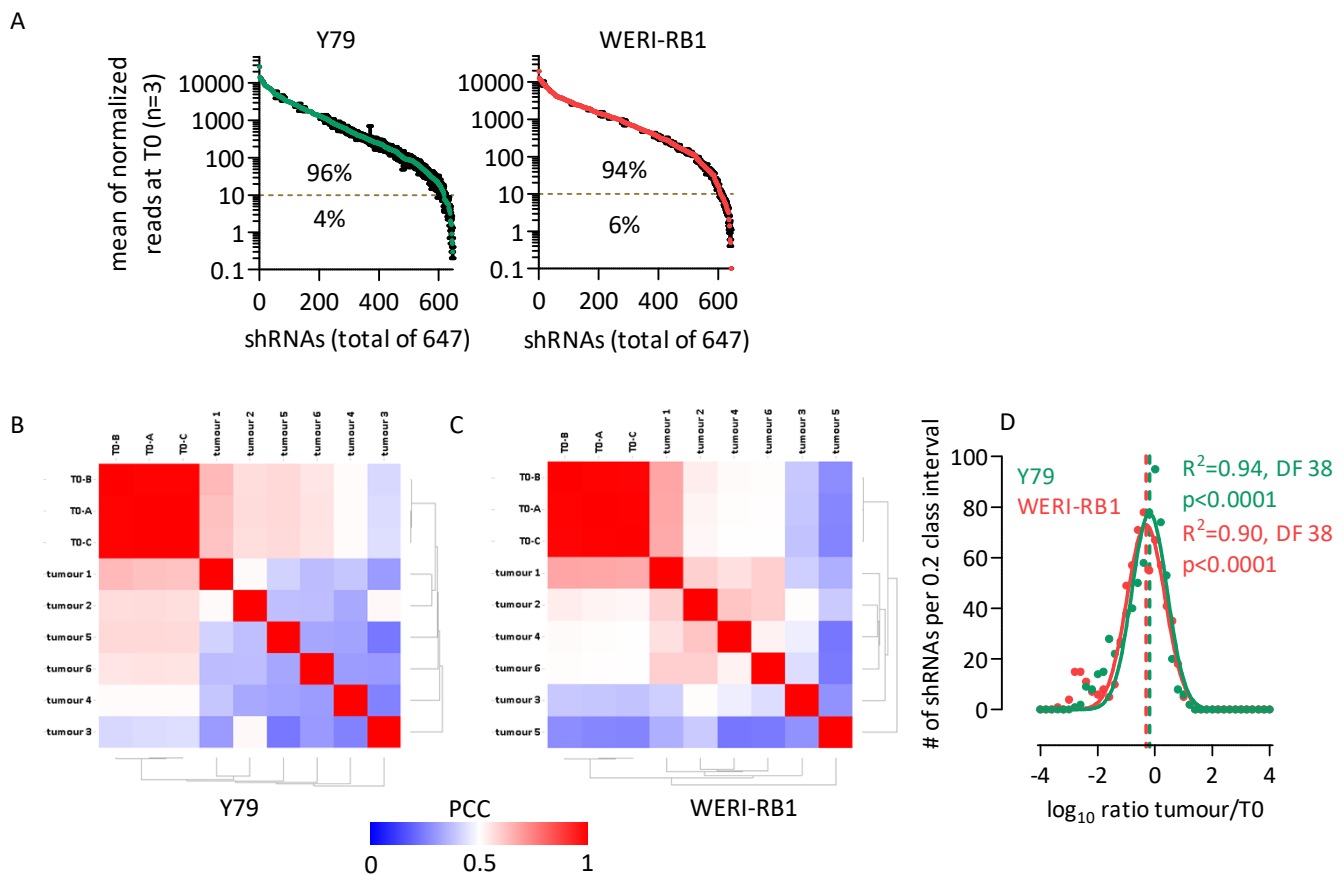 A
Y79
WERI-RB1
mean of normalized
reads at T0 (n=3)
10000
1000
100
10
1
0.1
96%
4%
0
200
400
600
shRNAs (total of 647)
10000
1000
100
10
1
0.1
94%
6%
0
200
400
600
shRNAs (total of 647)
B
T0-B
T0-A
T0-C
tumour 1
tumour 2
tumour 5
tumour 6
tumour 4
tumour 3
T0-B
T0-A
T0-C
tumour 1
tumour 2
tumour 5
tumour 6
tumour 4
tumour 3
Y79
C
T0-B
T0-A
T0-C
tumour 1
tumour 2
tumour 4
tumour 6
tumour 3
tumour 5
T0-B
T0-A
T0-C
tumour 1
tumour 2
tumour 4
tumour 6
tumour 3
tumour 5
WERI-RB1
PCC
0
0.5
1
D
# of shRNAs per 0.2 class interval
100
80
60
40
20
0
Y79
WERI-RB1
R²=0.94, DF 38
p<0.0001
R²=0.90, DF 38
p<0.0001
-4
-2
0
2
4
log₁₀ ratio tumour/T0